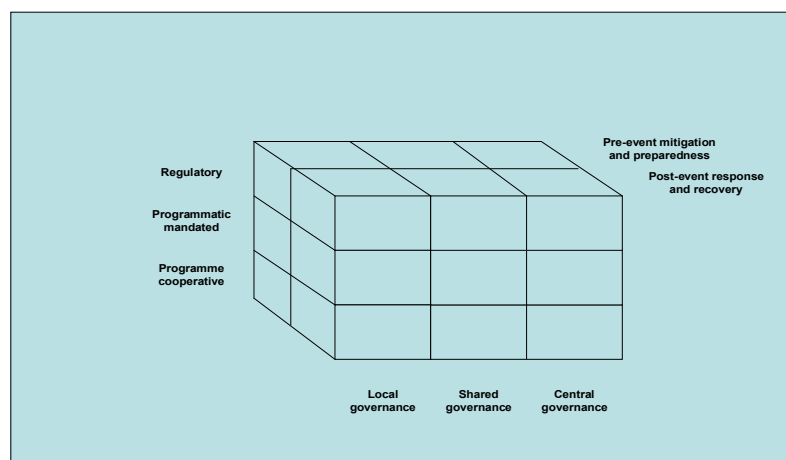 Pre-event mitigation
and preparedness
Regulatory
Post-event response
and recovery
Programmatic
mandated
Programme
cooperative
Local
governance
Shared
governance
Central
governance